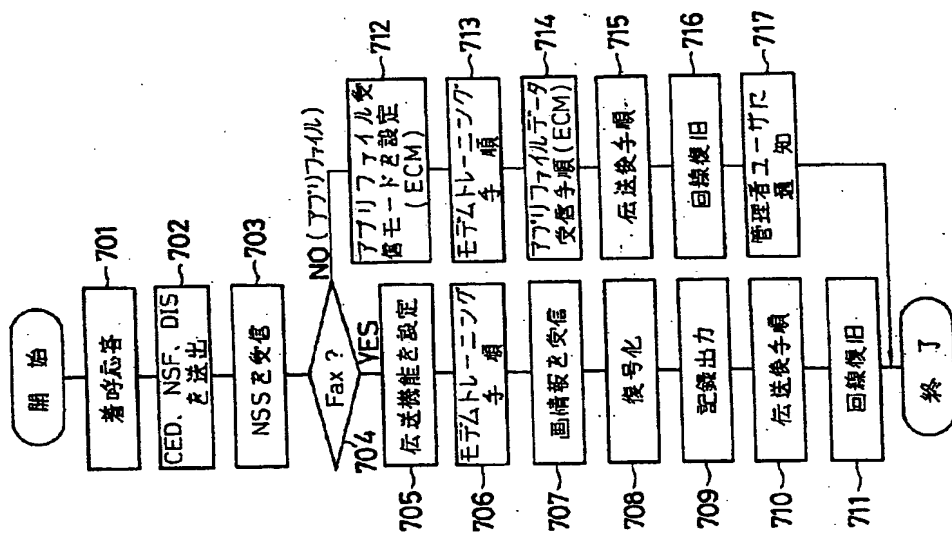 開 始
701
着呼応答
702
CED、NSF、DIS
を送出
703
NSSを受信
704
Fax ?
YES
NO (アプリファイル)
705
伝送機能を設定
706
モデムトレーニング
手 順
707
画情報を受信
708
復号化
709
記録出力
710
伝送後手順
711
回線復旧
712
アプリファイル受
信モードを設定
(ECM)
713
モデムトレーニング
手 順
714
アプリファイルデータ
受信手順(ECM)
715
伝送後手順
716
回線復旧
717
管理者ユーザに
通 知
終 了